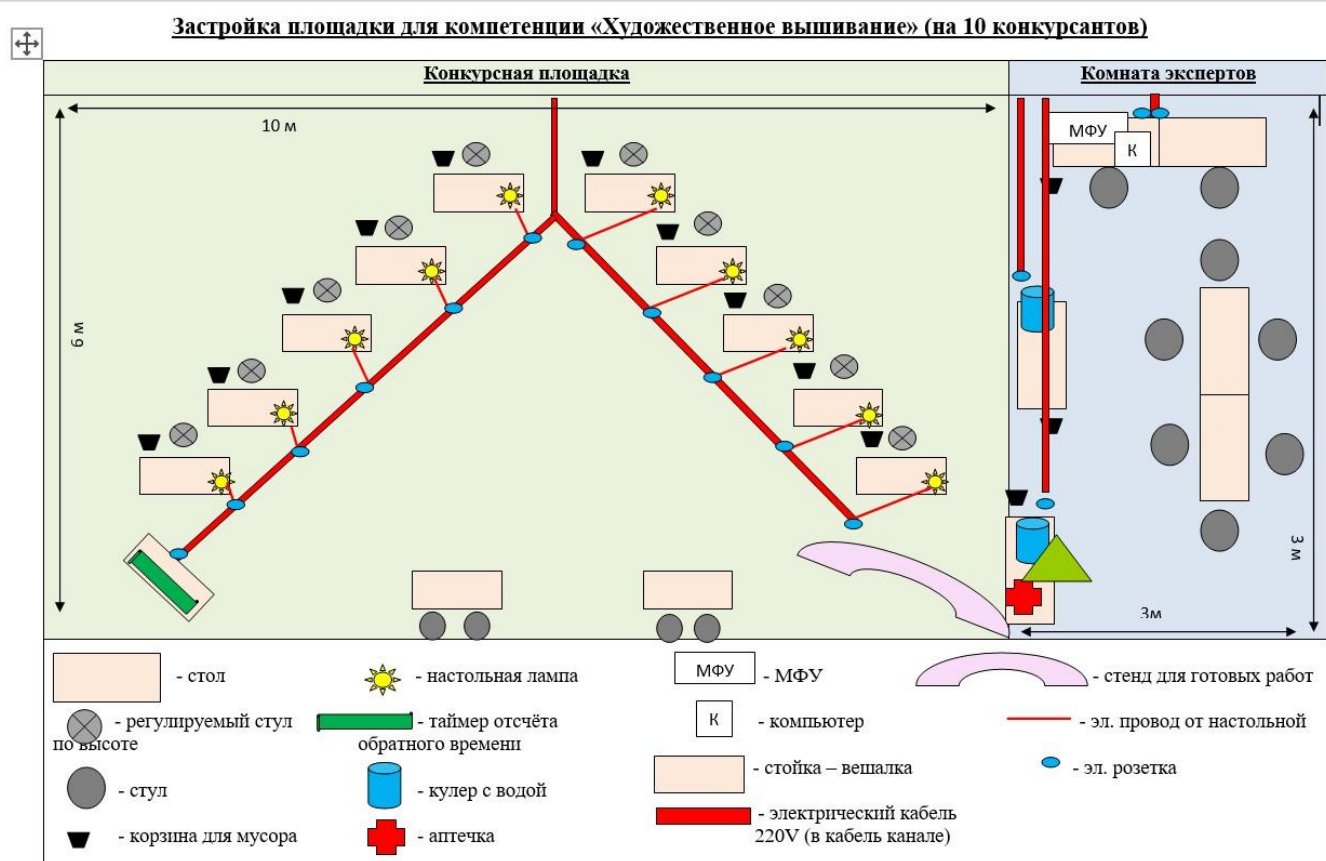 Застройка площадки для компетенции «Художественное вышивание» (на 10 конкурсантов)
Конкурсная площадка
Комната экспертов
10 м
6 м
МФУ
К
3 м
3м
- стол
- настольная лампа
МФУ - МФУ
- стенд для готовых работ
- регулируемый стул
по высоте
- таймер отсчёта
обратного времени
К - компьютер
- эл. провод от настольной
- стул
- кулер с водой
- стойка – вешалка
- эл. розетка
- корзина для мусора
- аптечка
- электрический кабель
220V (в кабель канале)